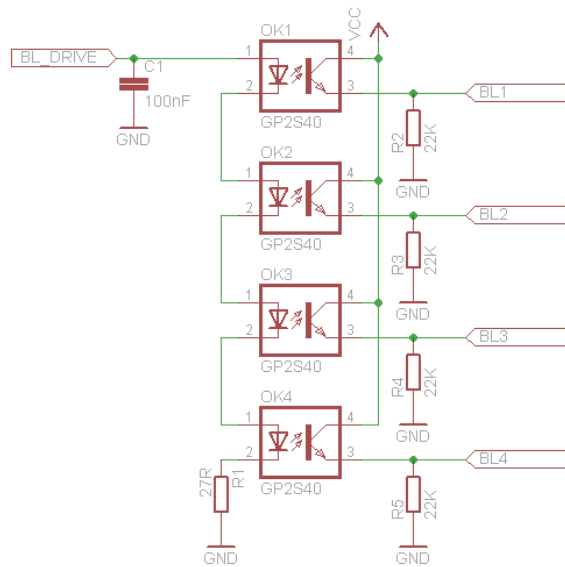 BL_DRIVE
C1
100nF
GND
OK1
1
2
4
3
GP2S40
VCC
BL1
R2
22K
GND
OK2
1
2
4
3
GP2S40
BL2
R3
22K
GND
OK3
1
2
4
3
GP2S40
BL3
R4
22K
GND
OK4
1
2
4
3
GP2S40
27R
R1
GND
BL4
R5
22K
GND